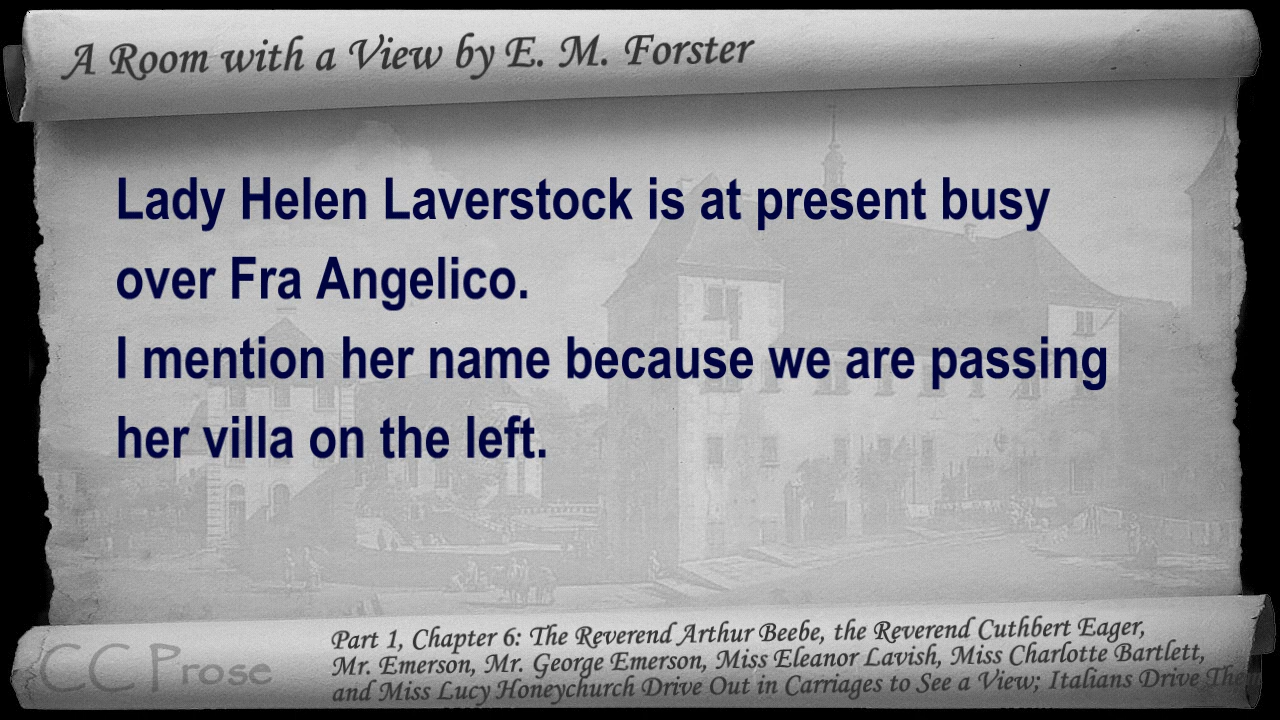 A Room with a View by E. M. Forster
Lady Helen Laverstock is at present busy
over Fra Angelico.
I mention her name because we are passing
her villa on the left.
CC Prose
Part 1, Chapter 6: The Reverend Arthur Beebe, the Reverend Cuthbert Eager,
Mr. Emerson, Mr. George Emerson, Miss Eleanor Lavish, Miss Charlotte Bartlett,
and Miss Lucy Honeychurch Drive Out in Carriages to See a View; Italians Drive